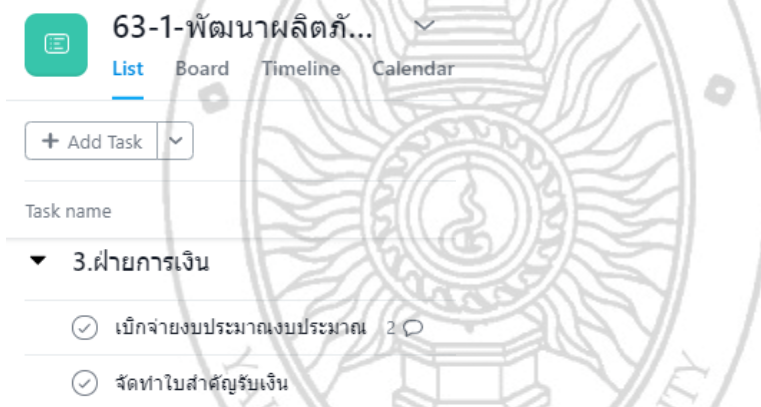 63-1-พัฒนาผลิตภั...
List Board Timeline Calendar
+ Add Task
Task name
3.ฝ่ายการเงิน
เบิกจ่ายงบประมาณงบประมาณ 2
จัดทำใบสำคัญรับเงิน